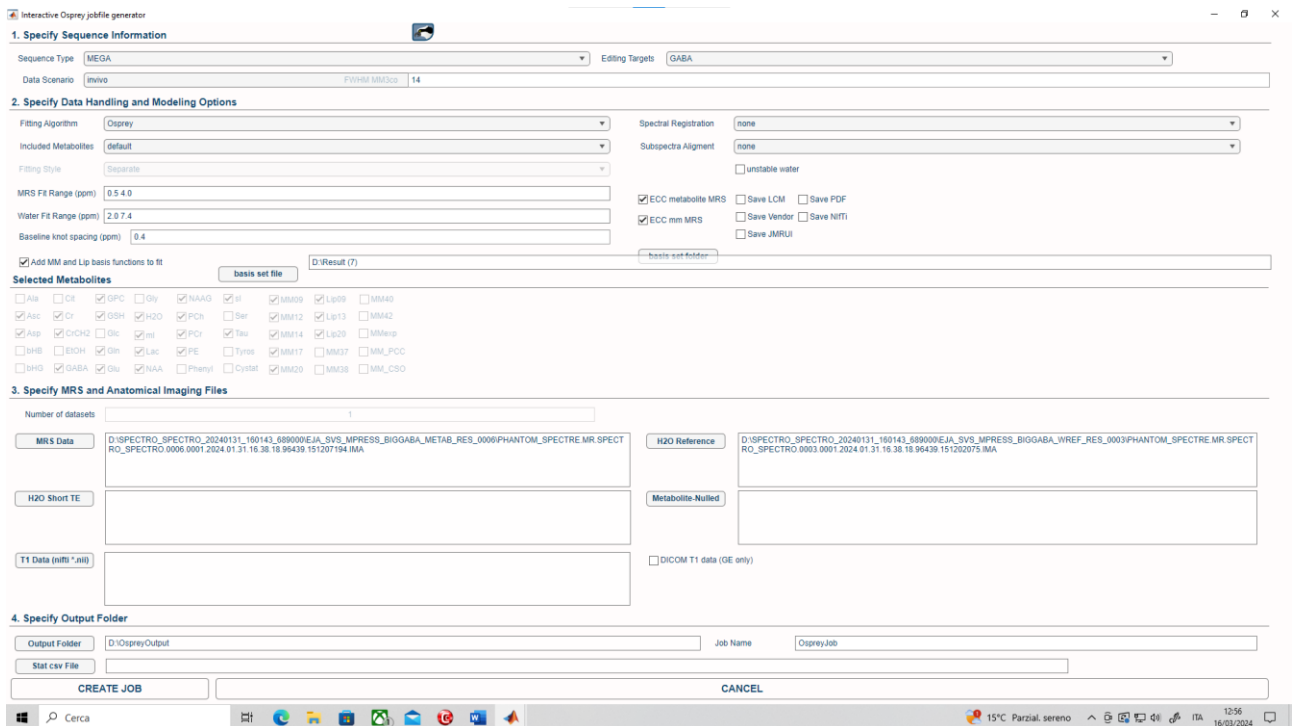 Interactive Osprey jobfile generator
1. Specify Sequence Information
Sequence Type MEGA Editing Targets GABA
Data Scenario invivo FWHM MM3co 14
2. Specify Data Handling and Modeling Options
Fitting Algorithm Osprey Spectral Registration none
Included Metabolites default Subspectra Aligment none
Fitting Style Separate unstable water
MRS Fit Range (ppm) 0.5 4.0 ECC metabolite MRS Save LCM Save PDF
Water Fit Range (ppm) 2.0 7.4 ECC mm MRS Save Vendor Save NIfTi
Baseline knot spacing (ppm) 0.4 Save JMRUI
basis set folder
Add MM and Lip basis functions to fit basis set file D:\Result (7)
Selected Metabolites
Ala Cit GPC Gly NAAG sI MM09 Lip09 MM40
Asc Cr GSH H2O PCh Ser MM12 Lip13 MM42
Asp CrCH2 Glc mI PCr Tau MM14 Lip20 MMexp
bHB EtOH Gln Lac PE Tyros MM17 MM37 MM_PCC
bHG GABA Glu NAA Phenyl Cystat MM20 MM38 MM_CSO
3. Specify MRS and Anatomical Imaging Files
Number of datasets 1
MRS Data D:\SPECTRO_SPECTRO_20240131_160143_689000\EJA_SVS_MPRESS_BIGGABA_METAB_RES_0006\PHANTOM_SPECTRE.MR.SPECT
RO_SPECTRO.0006.0001.2024.01.31.16.38.18.96439.151207194.IMA
H2O Reference D:\SPECTRO_SPECTRO_20240131_160143_689000\EJA_SVS_MPRESS_BIGGABA_WREF_RES_0003\PHANTOM_SPECTRE.MR.SPECT
RO_SPECTRO.0003.0001.2024.01.31.16.38.18.96439.151202075.IMA
H2O Short TE Metabolite-Nulled
T1 Data (nifti *.nii) DICOM T1 data (GE only)
4. Specify Output Folder
Output Folder D:\OspreyOutput Job Name OspreyJob
Stat csv File
CREATE JOB CANCEL
Cerca 15°C Parzial. sereno ITA 12:56
16/03/2024